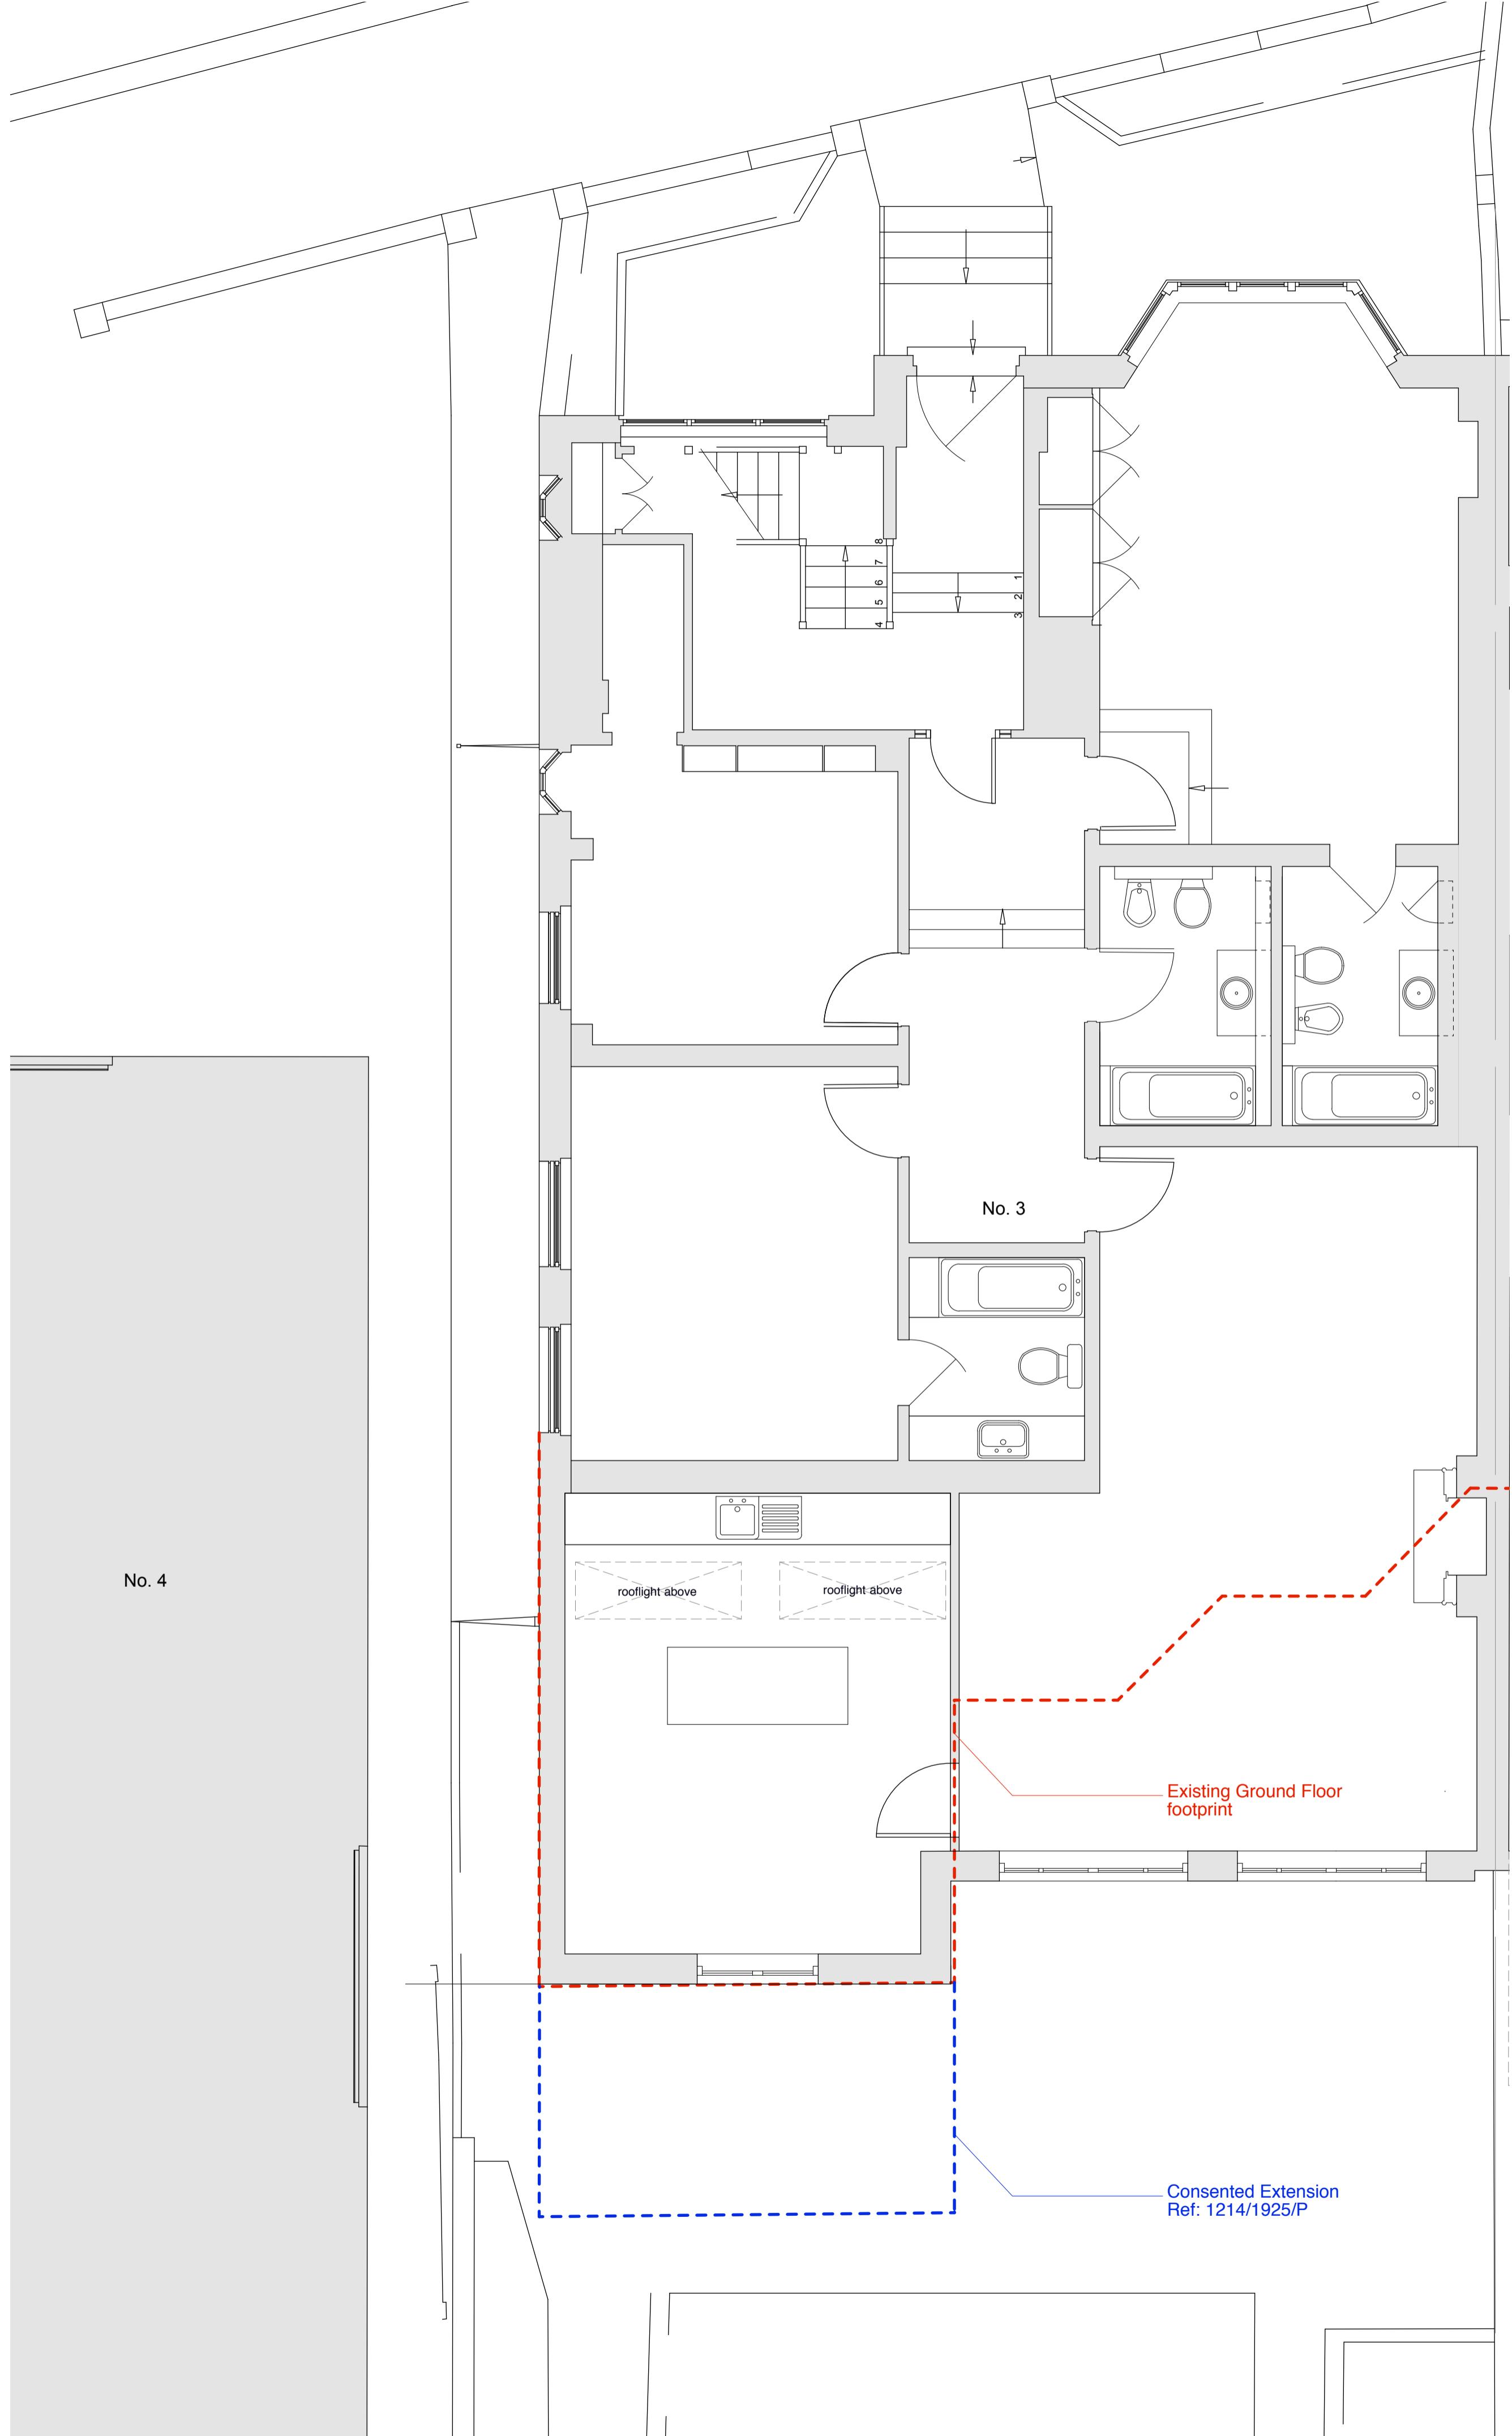 8
7
6
5
4
1
2
3
No. 3
No. 4
rooflight above
rooflight above
Existing Ground Floor
footprint
Consented Extension
Ref: 1214/1925/P